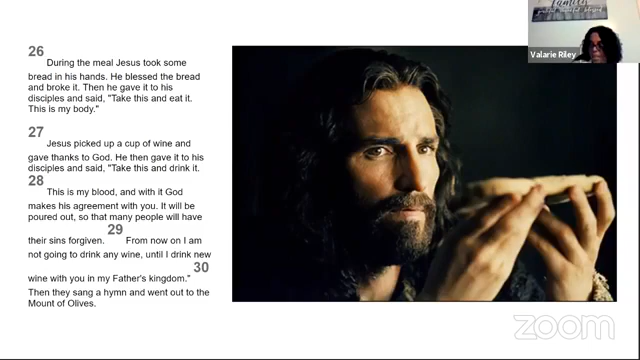 26
During the meal Jesus took some
bread in his hands. He blessed the bread
and broke it. Then he gave it to his
disciples and said, "Take this and eat it.
This is my body."
27
Jesus picked up a cup of wine and
gave thanks to God. He then gave it to his
disciples and said, "Take this and drink it.
28
This is my blood, and with it God
makes his agreement with you. It will be
poured out, so that many people will have
their sins forgiven. 29 From now on I am
not going to drink any wine, until I drink new
wine with you in my Father's kingdom." 30
Then they sang a hymn and went out to the
Mount of Olives.
Valarie Riley
zoom